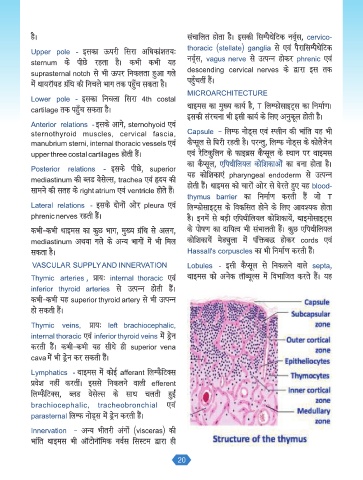 है।
Upper pole - इसका ऊपरी सिरा अधिकांशतः
sternum के पीछे रहता है। कभी कभी यह
suprasternal notch से भी ऊपर निकलता हुआ गले
में थायरॉयड ग्रंथि की निचले भाग तक पहुँच सकता है।
Lower pole - इसका निचला सिरा 4th costal
cartilage तक पहुँच सकता है।
Anterior relations - इसके आगे, sternohyoid एवं
sternothyroid muscles, cervical fascia,
manubrium sterni, internal thoracic vessels एवं
upper three costal cartilages होती हैं।
Posterior relations - इसके पीछे, superior
mediastinum की ब्लड वेसेल्स, trachea एवं हृदय की
सामने की सतह के right atrium एवं ventricle होते हैं।
Lateral relations - इसके दोनों ओर pleura एवं
phrenic nerves रहती हैं।
कभी-कभी थाइमस का कुछ भाग, मुख्य ग्रंथि से अलग,
mediastinum अथवा गले के अन्य भागों में भी मिल
सकता है।
VASCULAR SUPPLY AND INNERVATION
Thymic arteries , प्रायः internal thoracic एवं
inferior thyroid arteries से उत्पन्न होती हैं।
कभी-कभी यह superior thyroid artery से भी उत्पन्न
हो सकती हैं।
Thymic veins, प्रायः left brachiocephalic,
internal thoracic एवं inferior thyroid veins में ड्रेन
करती हैं। कभी-कभी वह सीधे ही superior vena
cava में भी ड्रेन कर सकती हैं।
Lymphatics - थाइमस में कोई afferant लिम्फैटिक्स
प्रवेश नहीं करतीं। इससे निकलने वाली efferent
लिम्फैटिक्स, ब्लड वेसेल्स के साथ चलती हुई
brachiocephalic, tracheobronchial एवं
parasternal लिम्फ नोड्स में ड्रेन करती हैं।
Innervation - अन्य भीतरी अंगों (visceras) की
भांति थाइमस भी ऑटोनॉमिक नर्वस सिस्टम द्वारा ही
संचालित होता है। इसकी सिम्पैथेटिक नर्व्स, cervico-
thoracic (stellate) ganglia से एवं पैरासिम्पैथेटिक
नर्व्स, vagus nerve से उत्पन्न होकर phrenic एवं
descending cervical nerves के द्वारा इस तक
पहुँचतीं हैं।
MICROARCHITECTURE
थाइमस का मुख्य कार्य है, T लिम्फोसाइट्स का निर्माण।
इसकी संरचना भी इसी कार्य के लिए अनुकूल होती है।
Capsule - लिम्फ नोड्स एवं स्प्लीन की भांति यह भी
कैप्सूल से घिरी रहती है। परन्तु, लिम्फ नोड्स के कोलेजेन
एवं रेटिकुलिन के फाइब्रस कैप्सूल के स्थान पर थाइमस
का कैप्सूल, एपिथीलियल कोशिकाओं का बना होता है।
यह कोशिकाएं pharyngeal endoderm से उत्पन्न
होती हैं। थाइमस को चारों ओर से घेरते हुए यह blood-
thymus barrier का निर्माण करती हैं जो T
लिम्फोसाइट्स के विकसित होने के लिए आवश्यक होता
है। इनमें से बड़ी एपिथीलियल कोशिकायें, थाइमोसाइट्स
के पोषण का दायित्व भी संभालती हैं। कुछ एपिथीलियल
कोशिकायें मेड्यूला में पंक्तिबद्ध होकर cords एवं
Hassall's corpuscles का भी निर्माण करती हैं।
Lobules - इसी कैप्सूल से निकलने वाले septa,
थाइमस को अनेक लोब्यूल्स में विभाजित करते हैं। यह
Capsule
Subcapsular
zone
Outer cortical
zone
Epitheliocytes
Thymocytes
Inner cortical
zone
Medullary
zone
Structure of the thymus
20